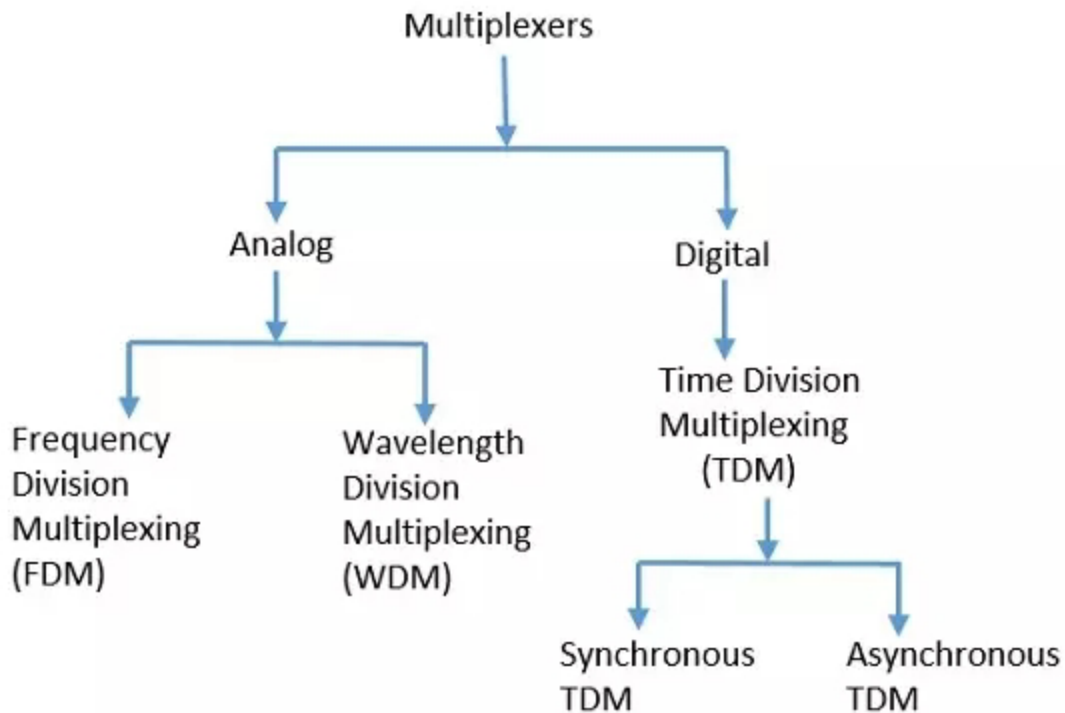 Multiplexers
Analog
Digital
Frequency
Division
Multiplexing
(FDM)
Wavelength
Division
Multiplexing
(WDM)
Time Division
Multiplexing
(TDM)
Synchronous
TDM
Asynchronous
TDM